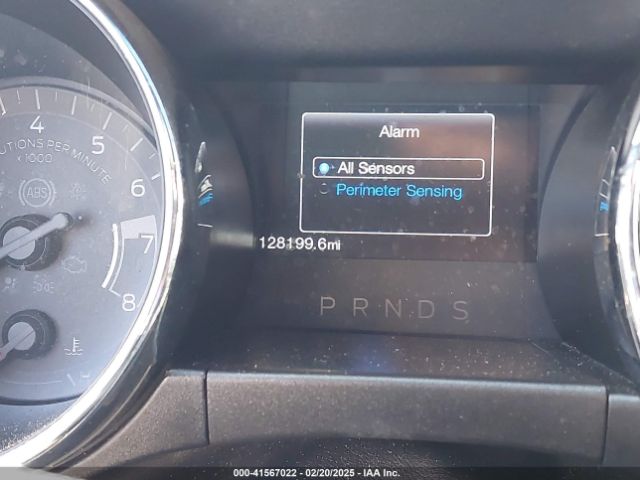 Alarm
All Sensors
Perimeter Sensing
128199.6mi
P R N D S
4
5
6
7
8
UTIONS PER MINUTE
x 1000
ABS
000-41567022 - 02/20/2025 - IAA Inc.